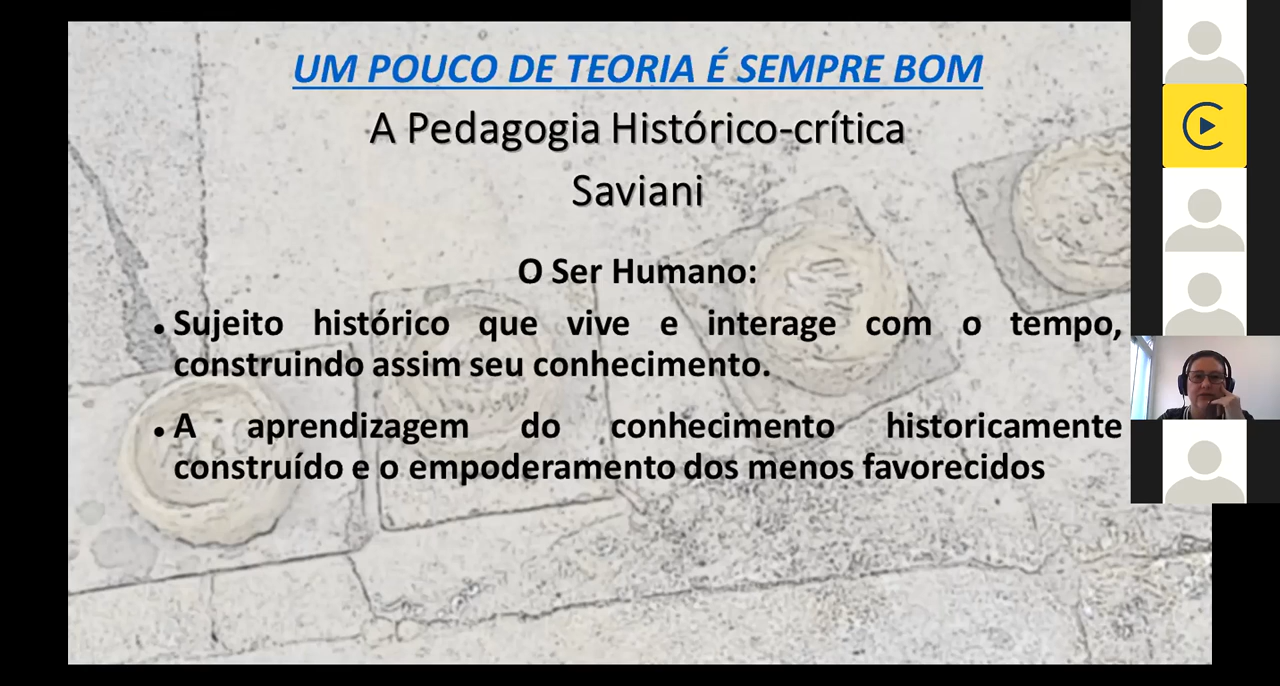 UM POUCO DE TEORIA É SEMPRE BOM
A Pedagogia Histórico-crítica
Saviani
O Ser Humano:
• Sujeito histórico que vive e interage com o tempo,
construindo assim seu conhecimento.
• A aprendizagem do conhecimento historicamente
construído e o empoderamento dos menos favorecidos